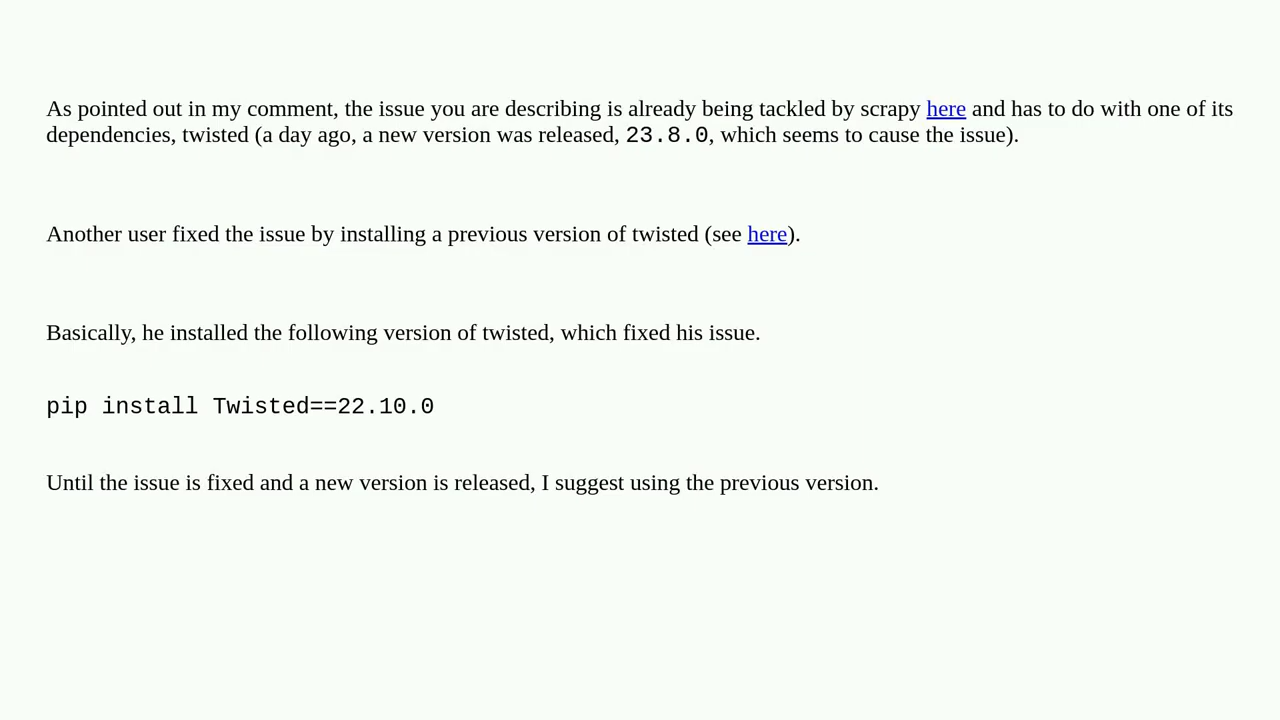 As pointed out in my comment, the issue you are describing is already being tackled by scrapy here and has to do with one of its
dependencies, twisted (a day ago, a new version was released, 23.8.0, which seems to cause the issue).
Another user fixed the issue by installing a previous version of twisted (see here).
Basically, he installed the following version of twisted, which fixed his issue.
pip install Twisted==22.10.0
Until the issue is fixed and a new version is released, I suggest using the previous version.